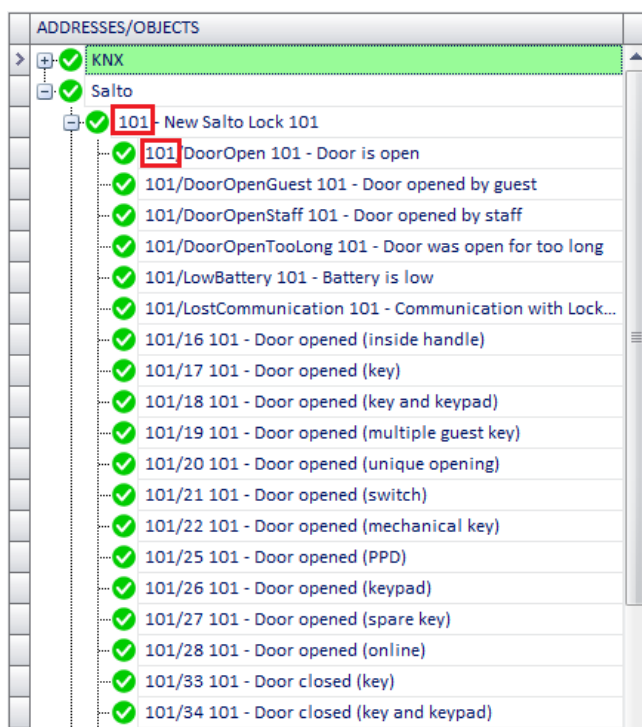 ADDRESSES/OBJECTS
KNX
Salto
101 - New Salto Lock 101
101/DoorOpen 101 - Door is open
101/DoorOpenGuest 101 - Door opened by guest
101/DoorOpenStaff 101 - Door opened by staff
101/DoorOpenTooLong 101 - Door was open for too long
101/LowBattery 101 - Battery is low
101/LostCommunication 101 - Communication with Lock...
101/16 101 - Door opened (inside handle)
101/17 101 - Door opened (key)
101/18 101 - Door opened (key and keypad)
101/19 101 - Door opened (multiple guest key)
101/20 101 - Door opened (unique opening)
101/21 101 - Door opened (switch)
101/22 101 - Door opened (mechanical key)
101/25 101 - Door opened (PPD)
101/26 101 - Door opened (keypad)
101/27 101 - Door opened (spare key)
101/28 101 - Door opened (online)
101/33 101 - Door closed (key)
101/34 101 - Door closed (key and keypad)